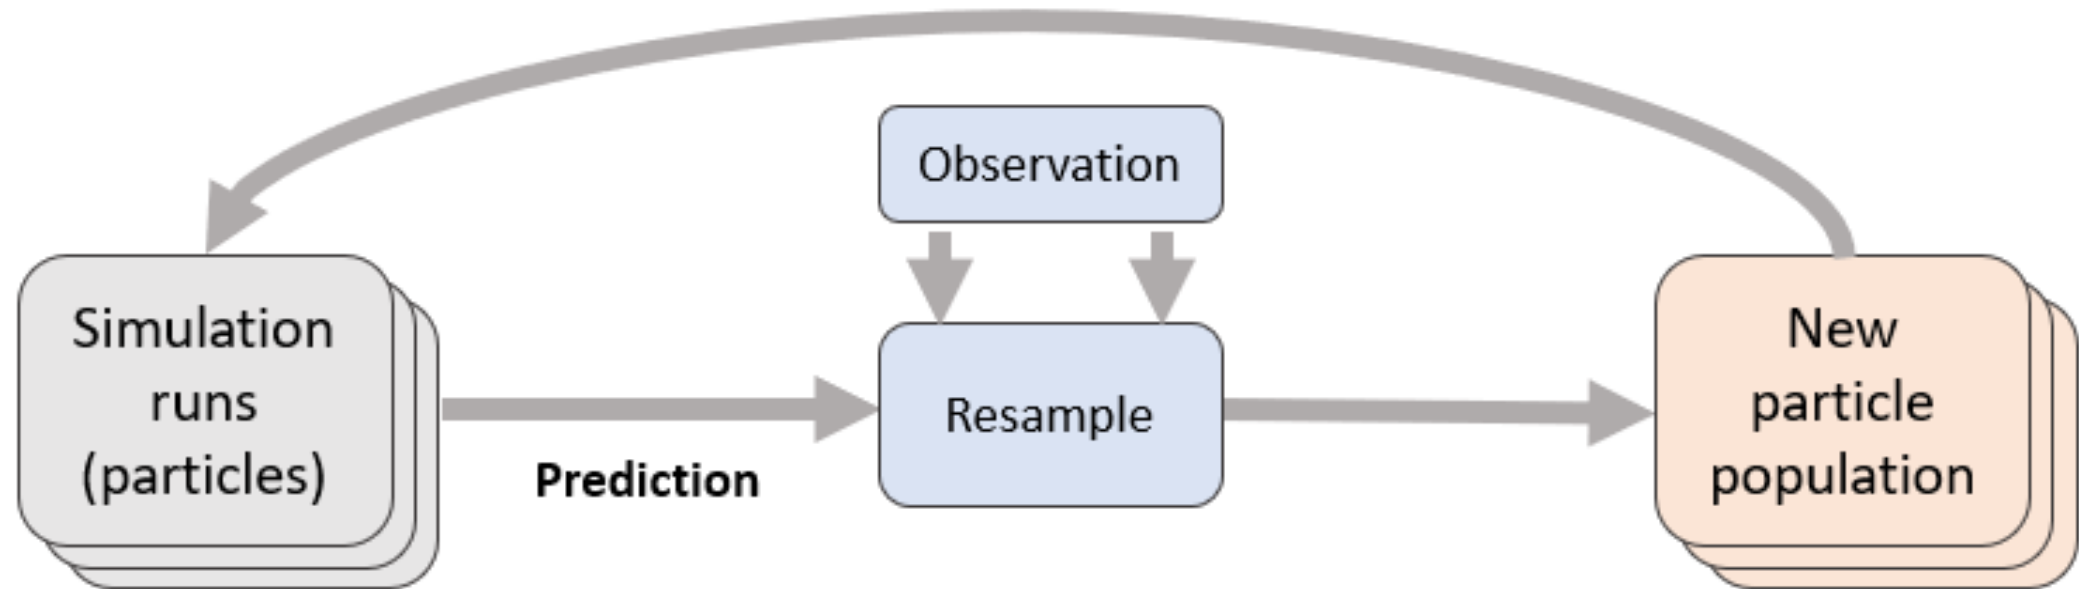 Observation
Simulation
runs
(particles)
Prediction
Resample
New
particle
population